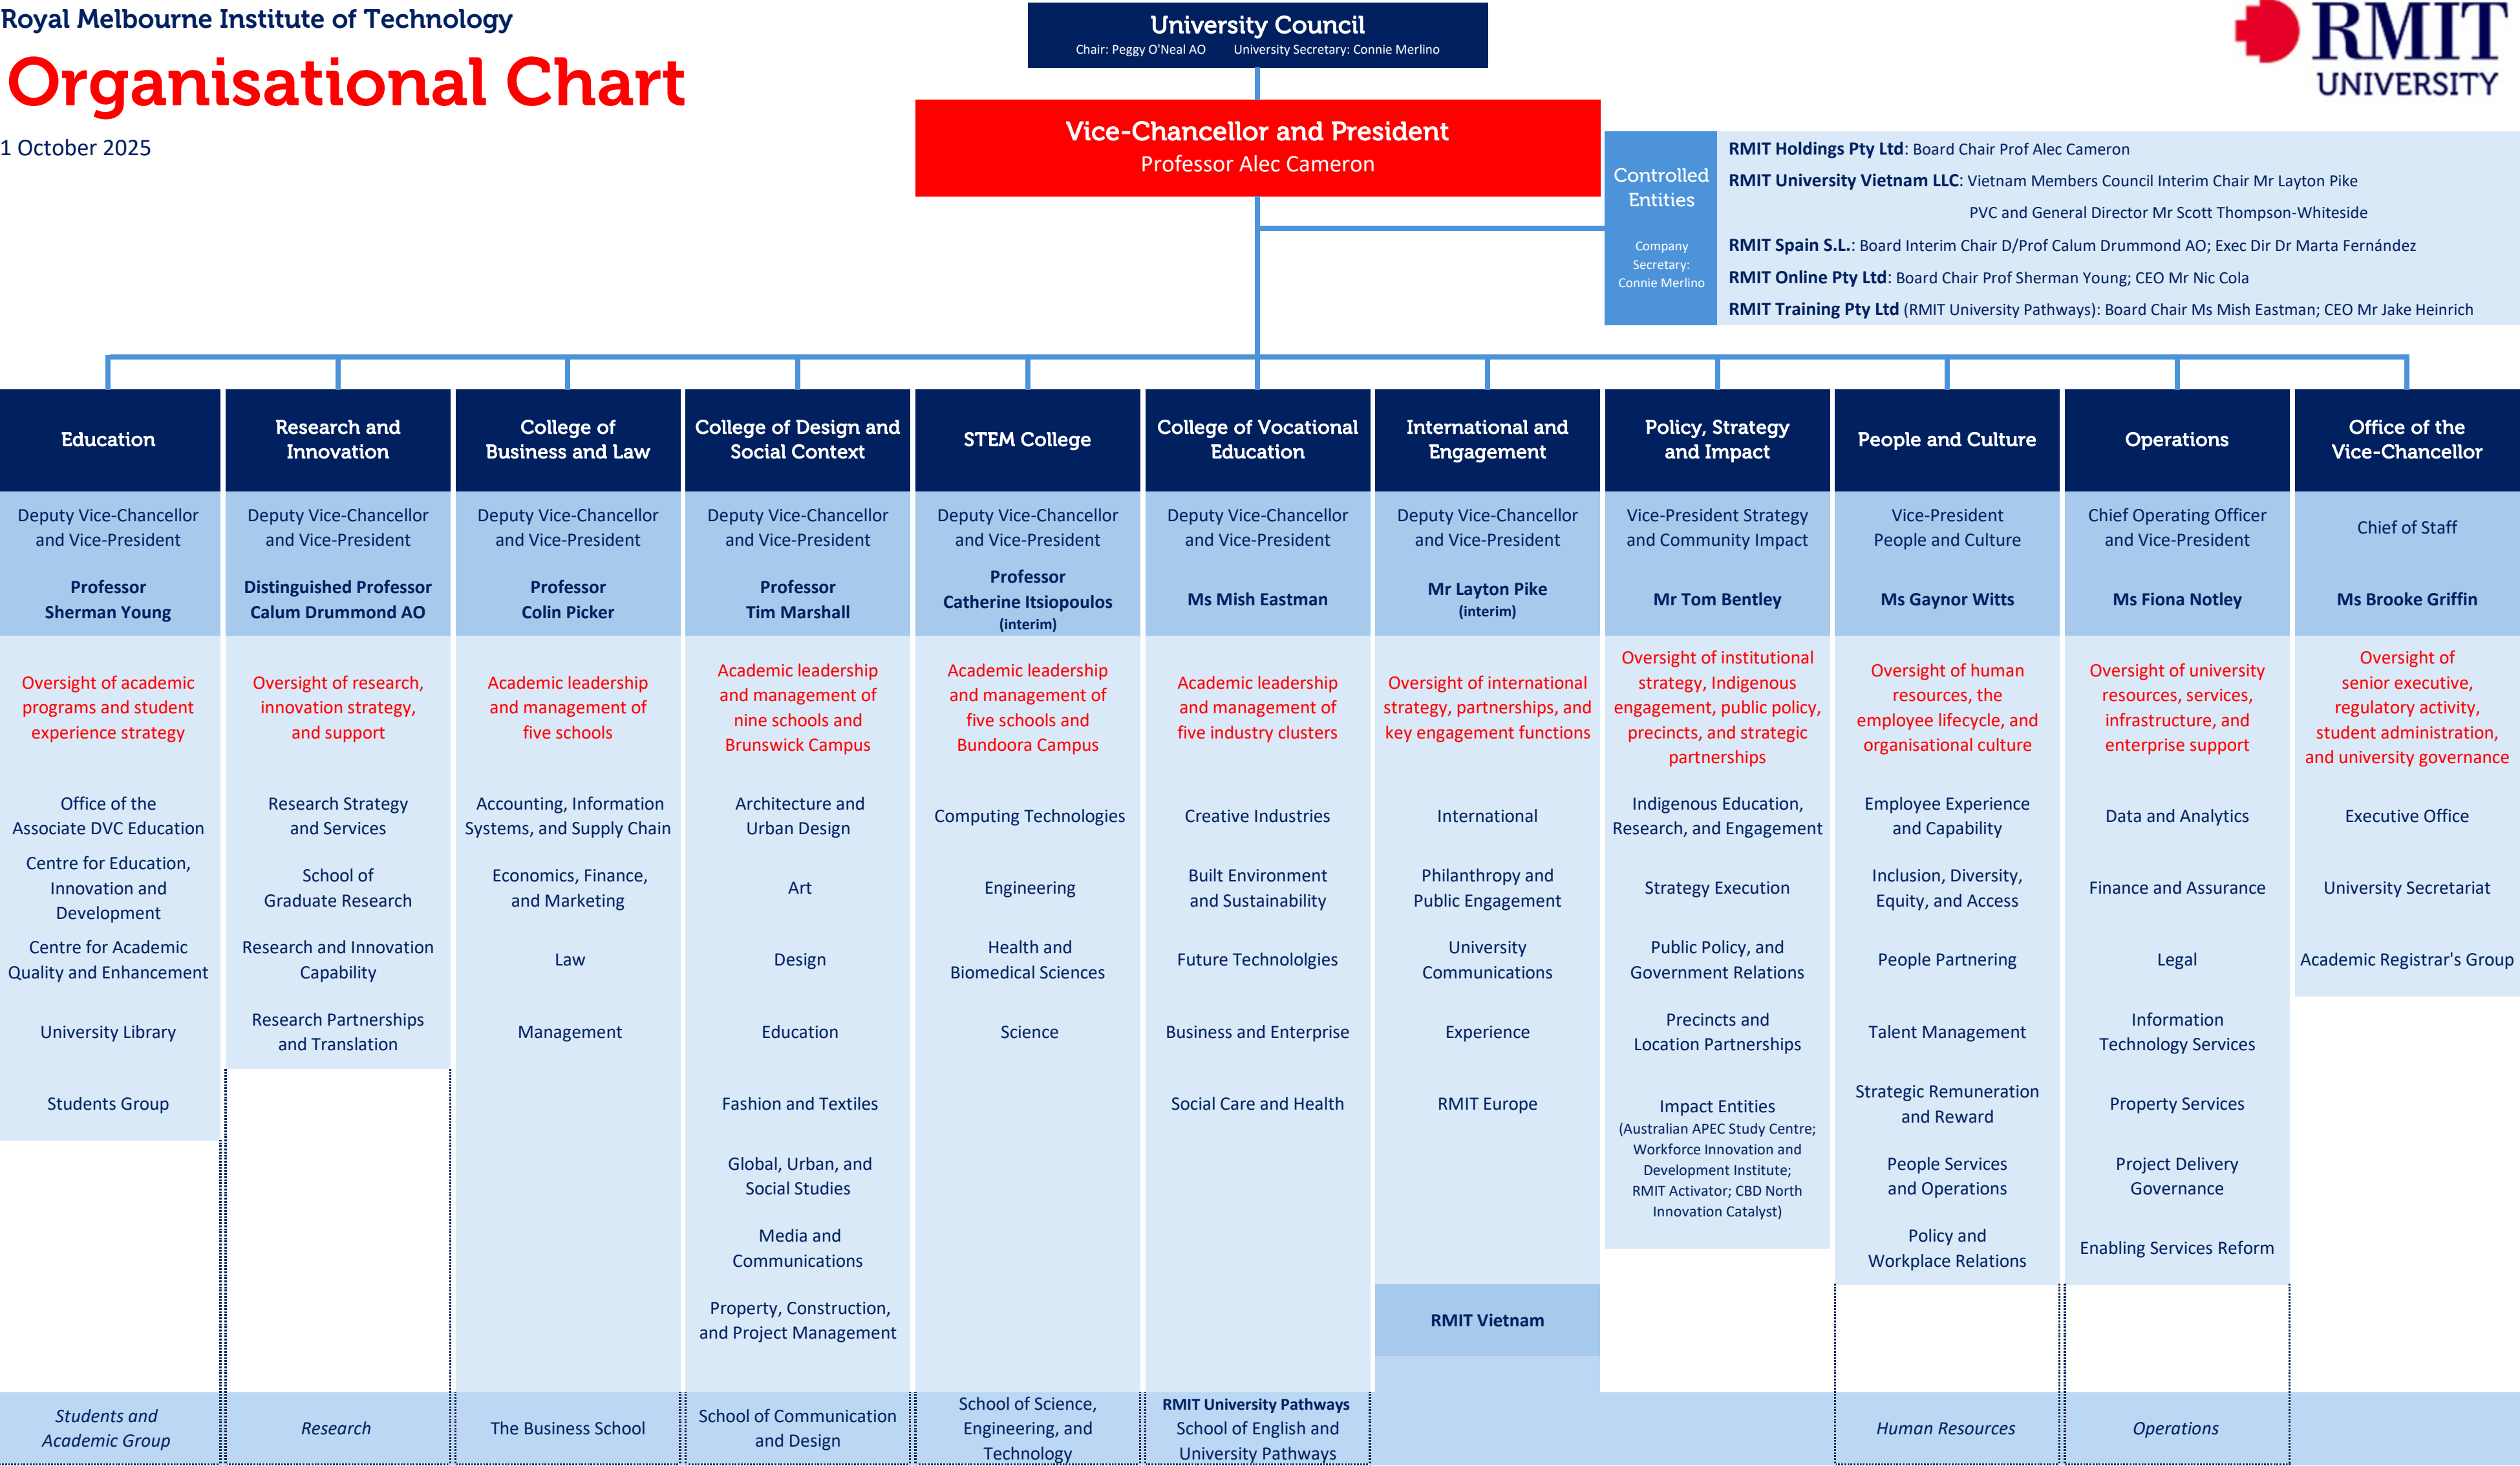 Royal Melbourne Institute of Technology
Organisational Chart
1 October 2025
University Council
Chair: Peggy O'Neal AO University Secretary: Connie Merlino
RMIT
UNIVERSITY
Vice-Chancellor and President
Professor Alec Cameron
Controlled
Entities
Company
Secretary:
Connie Merlino
RMIT Holdings Pty Ltd: Board Chair Prof Alec Cameron
RMIT University Vietnam LLC: Vietnam Members Council Interim Chair Mr Layton Pike
PVC and General Director Mr Scott Thompson-Whiteside
RMIT Spain S.L.: Board Interim Chair D/Prof Calum Drummond AO; Exec Dir Dr Marta Fernández
RMIT Online Pty Ltd: Board Chair Prof Sherman Young; CEO Mr Nic Cola
RMIT Training Pty Ltd (RMIT University Pathways): Board Chair Ms Mish Eastman; CEO Mr Jake Heinrich
Education
Deputy Vice-Chancellor
and Vice-President
Professor
Sherman Young
Oversight of academic
programs and student
experience strategy
Office of the
Associate DVC Education
Centre for Education,
Innovation and
Development
Centre for Academic
Quality and Enhancement
University Library
Students Group
Students and
Academic Group
Research and
Innovation
Deputy Vice-Chancellor
and Vice-President
Distinguished Professor
Calum Drummond AO
Oversight of research,
innovation strategy,
and support
Research Strategy
and Services
School of
Graduate Research
Research and Innovation
Capability
Research Partnerships
and Translation
Research
College of
Business and Law
Deputy Vice-Chancellor
and Vice-President
Professor
Colin Picker
Academic leadership
and management of
five schools
Accounting, Information
Systems, and Supply Chain
Economics, Finance,
and Marketing
Law
Management
The Business School
College of Design and
Social Context
Deputy Vice-Chancellor
and Vice-President
Professor
Tim Marshall
Academic leadership
and management of
nine schools and
Brunswick Campus
Architecture and
Urban Design
Art
Design
Education
Fashion and Textiles
Global, Urban, and
Social Studies
Media and
Communications
Property, Construction,
and Project Management
School of Communication
and Design
STEM College
Deputy Vice-Chancellor
and Vice-President
Professor
Catherine Itsiopoulos
(interim)
Academic leadership
and management of
five schools and
Bundoora Campus
Computing Technologies
Engineering
Health and
Biomedical Sciences
Science
School of Science,
Engineering, and
Technology
College of Vocational
Education
Deputy Vice-Chancellor
and Vice-President
Ms Mish Eastman
Academic leadership
and management of
five industry clusters
Creative Industries
Built Environment
and Sustainability
Future Technololgies
Business and Enterprise
Social Care and Health
RMIT University Pathways
School of English and
University Pathways
International and
Engagement
Deputy Vice-Chancellor
and Vice-President
Mr Layton Pike
(interim)
Oversight of international
strategy, partnerships, and
key engagement functions
International
Philanthropy and
Public Engagement
University
Communications
Experience
RMIT Europe
RMIT Vietnam
Policy, Strategy
and Impact
Vice-President Strategy
and Community Impact
Mr Tom Bentley
Oversight of institutional
strategy, Indigenous
engagement, public policy,
precincts, and strategic
partnerships
Indigenous Education,
Research, and Engagement
Strategy Execution
Public Policy, and
Government Relations
Precincts and
Location Partnerships
Impact Entities
(Australian APEC Study Centre;
Workforce Innovation and
Development Institute;
RMIT Activator; CBD North
Innovation Catalyst)
People and Culture
Vice-President
People and Culture
Ms Gaynor Witts
Oversight of human
resources, the
employee lifecycle, and
organisational culture
Employee Experience
and Capability
Inclusion, Diversity,
Equity, and Access
People Partnering
Talent Management
Strategic Remuneration
and Reward
People Services
and Operations
Policy and
Workplace Relations
Human Resources
Operations
Chief Operating Officer
and Vice-President
Ms Fiona Notley
Oversight of university
resources, services,
infrastructure, and
enterprise support
Data and Analytics
Finance and Assurance
Legal
Information
Technology Services
Property Services
Project Delivery
Governance
Enabling Services Reform
Operations
Office of the
Vice-Chancellor
Chief of Staff
Ms Brooke Griffin
Oversight of
senior executive,
regulatory activity,
student administration,
and university governance
Executive Office
University Secretariat
Academic Registrar's Group